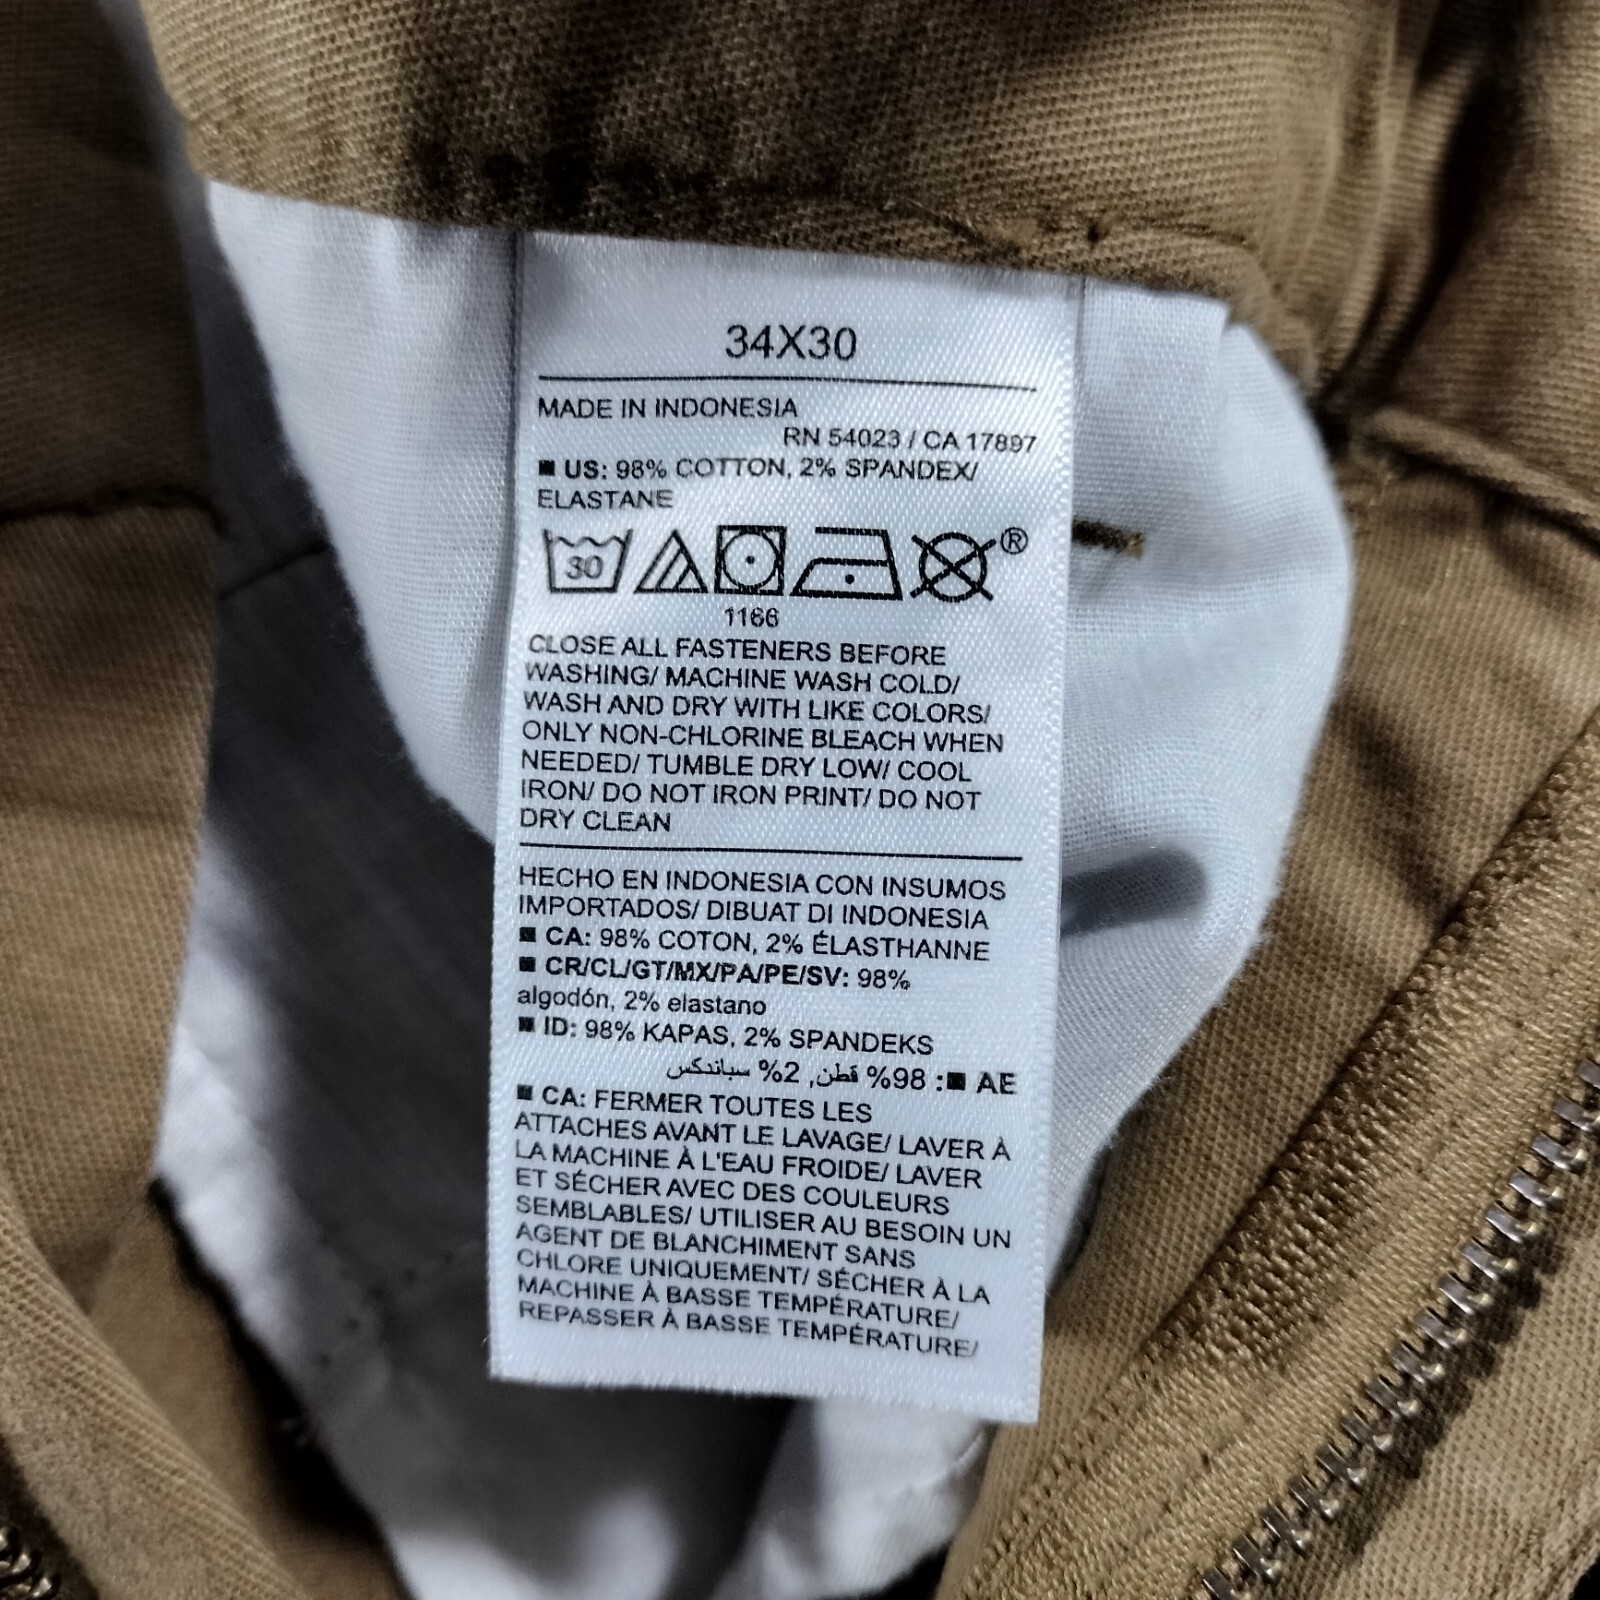 34X30
MADE IN INDONESIA
RN 54023 / CA 17897
■ US: 98% COTTON, 2% SPANDEX/
ELASTANE
30
®
1166
CLOSE ALL FASTENERS BEFORE
WASHING/ MACHINE WASH COLD/
WASH AND DRY WITH LIKE COLORS/
ONLY NON-CHLORINE BLEACH WHEN
NEEDED/ TUMBLE DRY LOW/ COOL
IRON/ DO NOT IRON PRINT/ DO NOT
DRY CLEAN
HECHO EN INDONESIA CON INSUMOS
IMPORTADOS/ DIBUAT DI INDONESIA
■ CA: 98% COTON, 2% ÉLASTHANNE
■ CR/CL/GT/MX/PA/PE/SV: 98%
algodón, 2% elastano
■ ID: 98% KAPAS, 2% SPANDEKS
AE ■: 98% قطن, 2% سباندكس
■ CA: FERMER TOUTES LES
ATTACHES AVANT LE LAVAGE/ LAVER À
LA MACHINE À L'EAU FROIDE/ LAVER
ET SÉCHER AVEC DES COULEURS
SEMBLABLES/ UTILISER AU BESOIN UN
AGENT DE BLANCHIMENT SANS
CHLORE UNIQUEMENT/ SÉCHER À LA
MACHINE À BASSE TEMPÉRATURE/
REPASSER À BASSE TEMPÉRATURE/